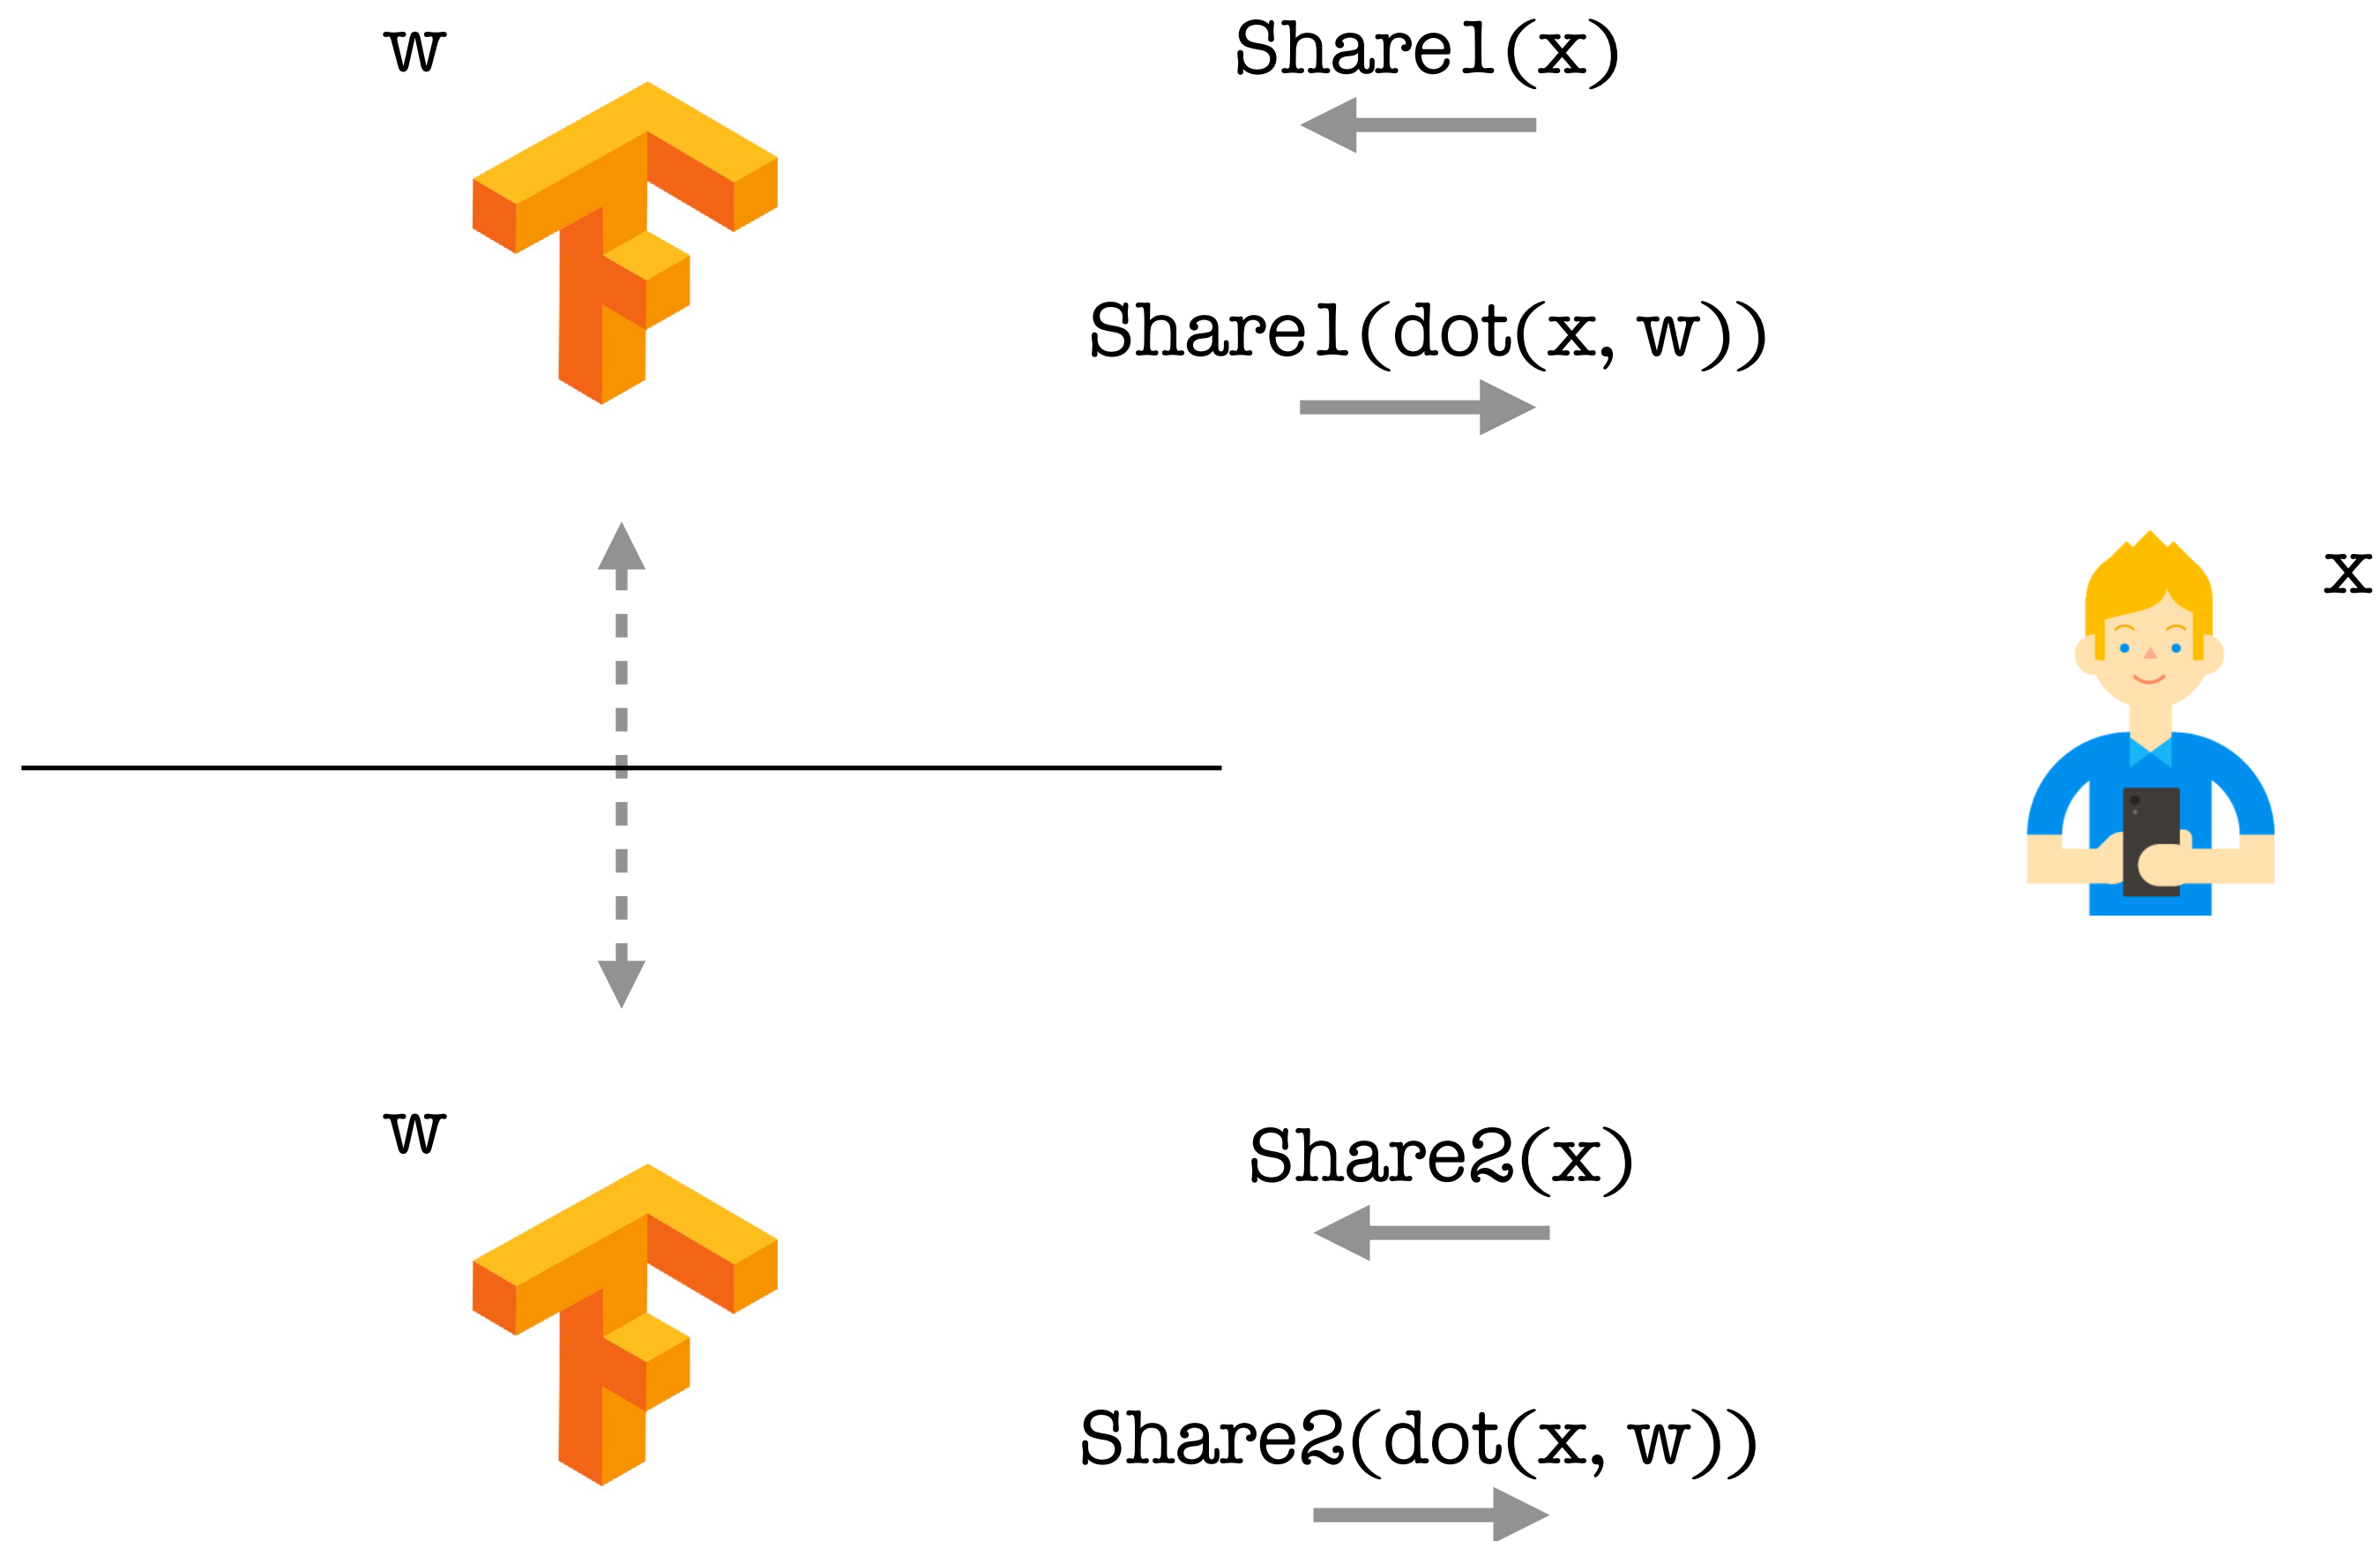 w
Share1(x)
Share1(dot(x, w))
x
w
Share2(x)
Share2(dot(x, w))